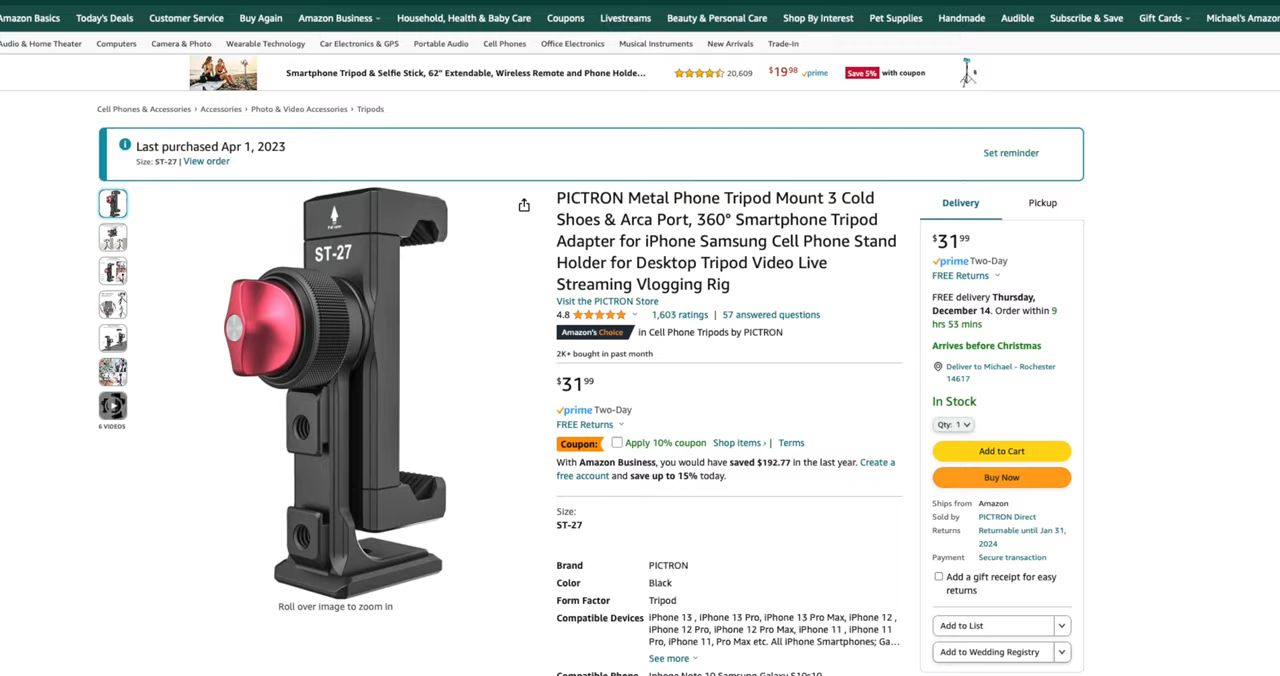 Amazon Basics Today's Deals Customer Service Buy Again Amazon Business Household, Health & Baby Care Coupons Livestreams Beauty & Personal Care Shop By Interest Pet Supplies Handmade Audible Subscribe & Save Gift Cards Michael's Amazon
Audio & Home Theater Computers Camera & Photo Wearable Technology Car Electronics & GPS Portable Audio Cell Phones Office Electronics Musical Instruments New Arrivals Trade-In
Smartphone Tripod & Selfie Stick, 62" Extendable, Wireless Remote and Phone Holde... 20,609 $19.98 prime Save 5% with coupon
Cell Phones & Accessories › Accessories › Photo & Video Accessories › Tripods
Last purchased Apr 1, 2023
Size: ST-27 | View order
Set reminder
6 VIDEOS
ST-27
Roll over image to zoom in
PICTRON Metal Phone Tripod Mount 3 Cold
Shoes & Arca Port, 360° Smartphone Tripod
Adapter for iPhone Samsung Cell Phone Stand
Holder for Desktop Tripod Video Live
Streaming Vlogging Rig
Visit the PICTRON Store
4.8 1,603 ratings | 57 answered questions
Amazon's Choice in Cell Phone Tripods by PICTRON
2K+ bought in past month
$31 99
prime Two-Day
FREE Returns
Coupon: Apply 10% coupon Shop items › | Terms
With Amazon Business, you would have saved $192.77 in the last year. Create a
free account and save up to 15% today.
Size:
ST-27
Brand PICTRON
Color Black
Form Factor Tripod
Compatible Devices iPhone 13 , iPhone 13 Pro, iPhone 13 Pro Max, iPhone 12 ,
iPhone 12 Pro, iPhone 12 Pro Max, iPhone 11 , iPhone 11
Pro, iPhone 11, Pro Max etc. All iPhone Smartphones; Ga...
See more
Compatible Phone Iphone Note 10 Samsung Galaxy S10s10
Delivery Pickup
$31 99
prime Two-Day
FREE Returns
FREE delivery Thursday,
December 14. Order within 9
hrs 53 mins
Arrives before Christmas
Deliver to Michael - Rochester
14617
In Stock
Qty: 1
Add to Cart
Buy Now
Ships from Amazon
Sold by PICTRON Direct
Returns Returnable until Jan 31,
2024
Payment Secure transaction
Add a gift receipt for easy
returns
Add to List
Add to Wedding Registry